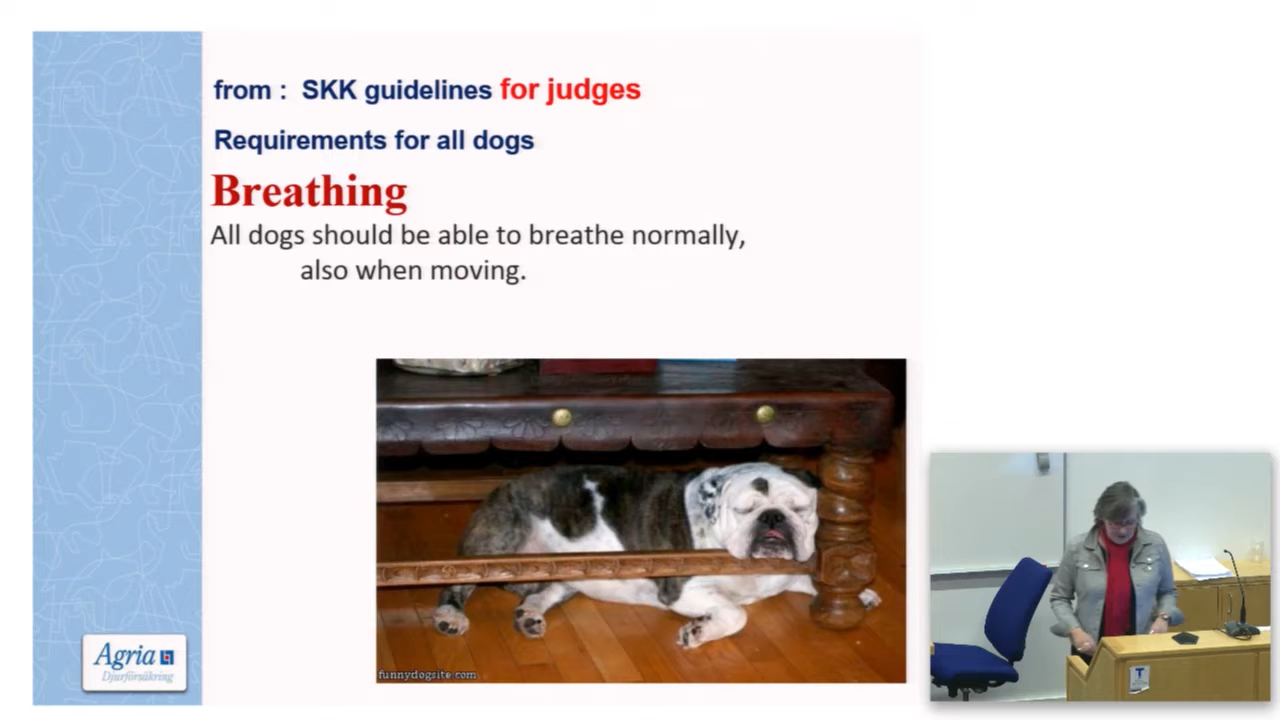 from : SKK guidelines for judges
Requirements for all dogs
Breathing
All dogs should be able to breathe normally,
also when moving.
funnydogsite.com
Agria
Djurförsäkring
T